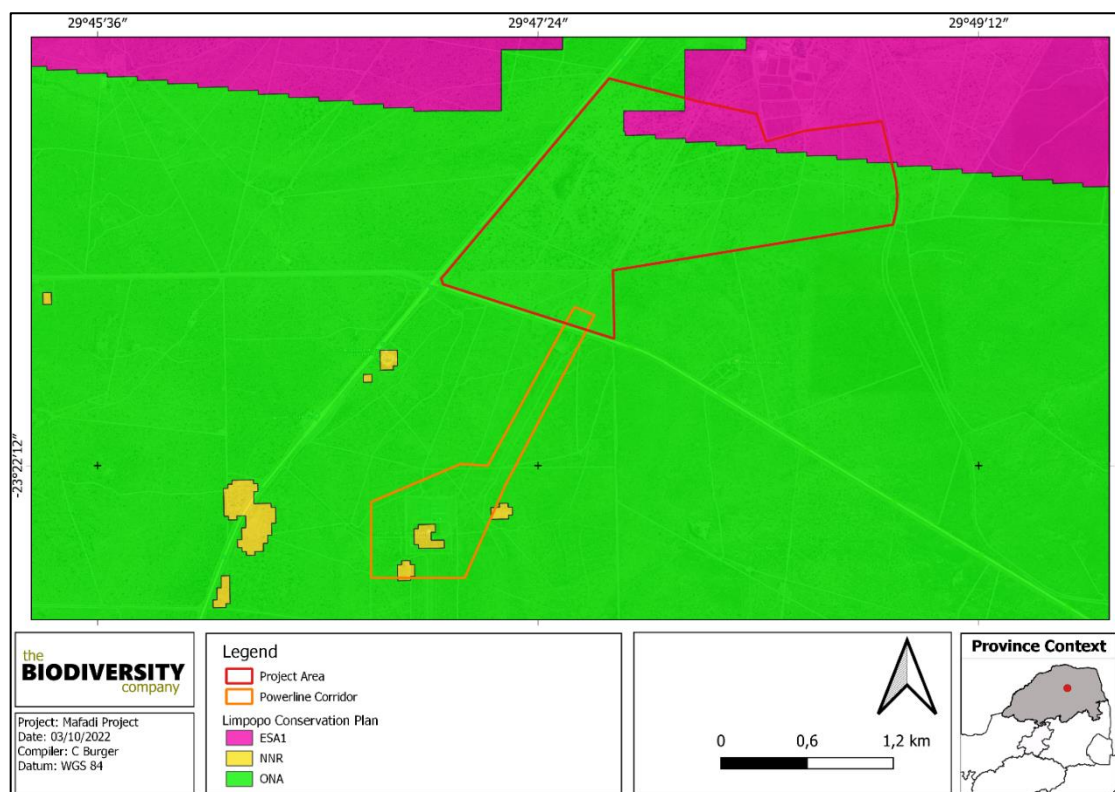 29°45′36″ 29°47′24″ 29°49′12″
-23°22′12″
the
BIODIVERSITY
company
Project: Mafadi Project
Date: 03/10/2022
Compiler: C Burger
Datum: WGS 84
Legend
Project Area
Powerline Corridor
Limpopo Conservation Plan
ESA1
NNR
ONA
0 0,6 1,2 km
Province Context